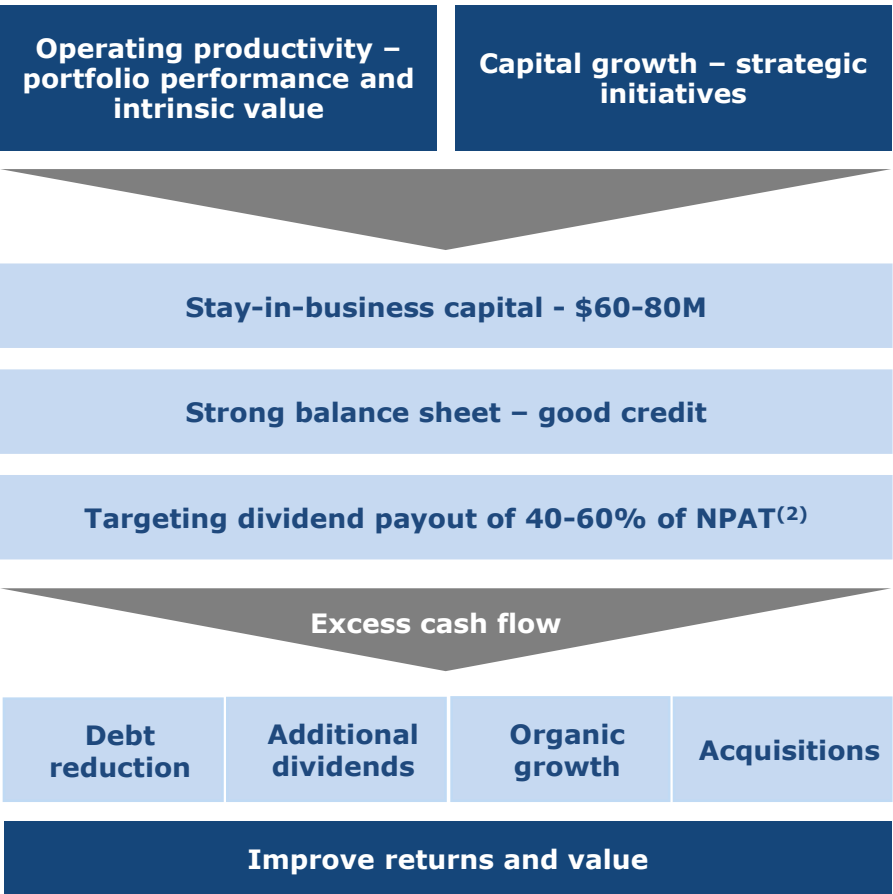 Operating productivity –
portfolio performance and
intrinsic value
Capital growth – strategic
initiatives
Stay-in-business capital - $60-80M
Strong balance sheet – good credit
Targeting dividend payout of 40-60% of NPAT(2)
Excess cash flow
Debt
reduction
Additional
dividends
Organic
growth
Acquisitions
Improve returns and value